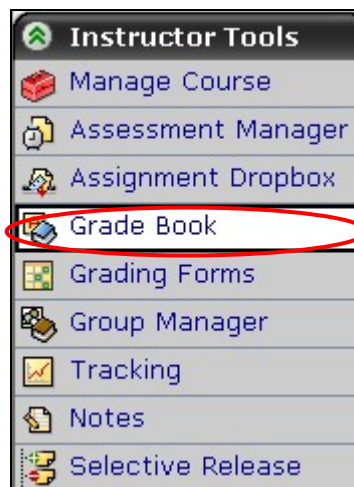 Instructor Tools
Manage Course
Assessment Manager
Assignment Dropbox
Grade Book
Grading Forms
Group Manager
Tracking
Notes
Selective Release